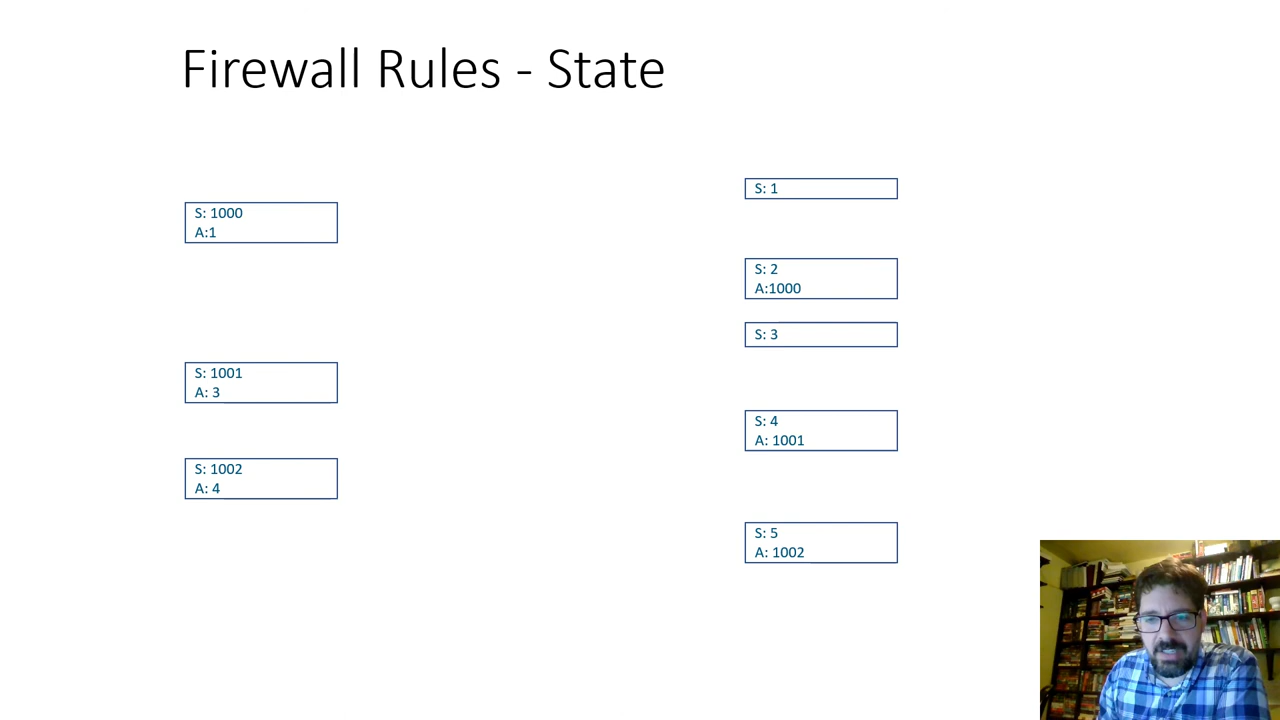 Firewall Rules - State
S: 1000
A:1
S: 1001
A: 3
S: 1002
A: 4
S: 1
S: 2
A:1000
S: 3
S: 4
A: 1001
S: 5
A: 1002